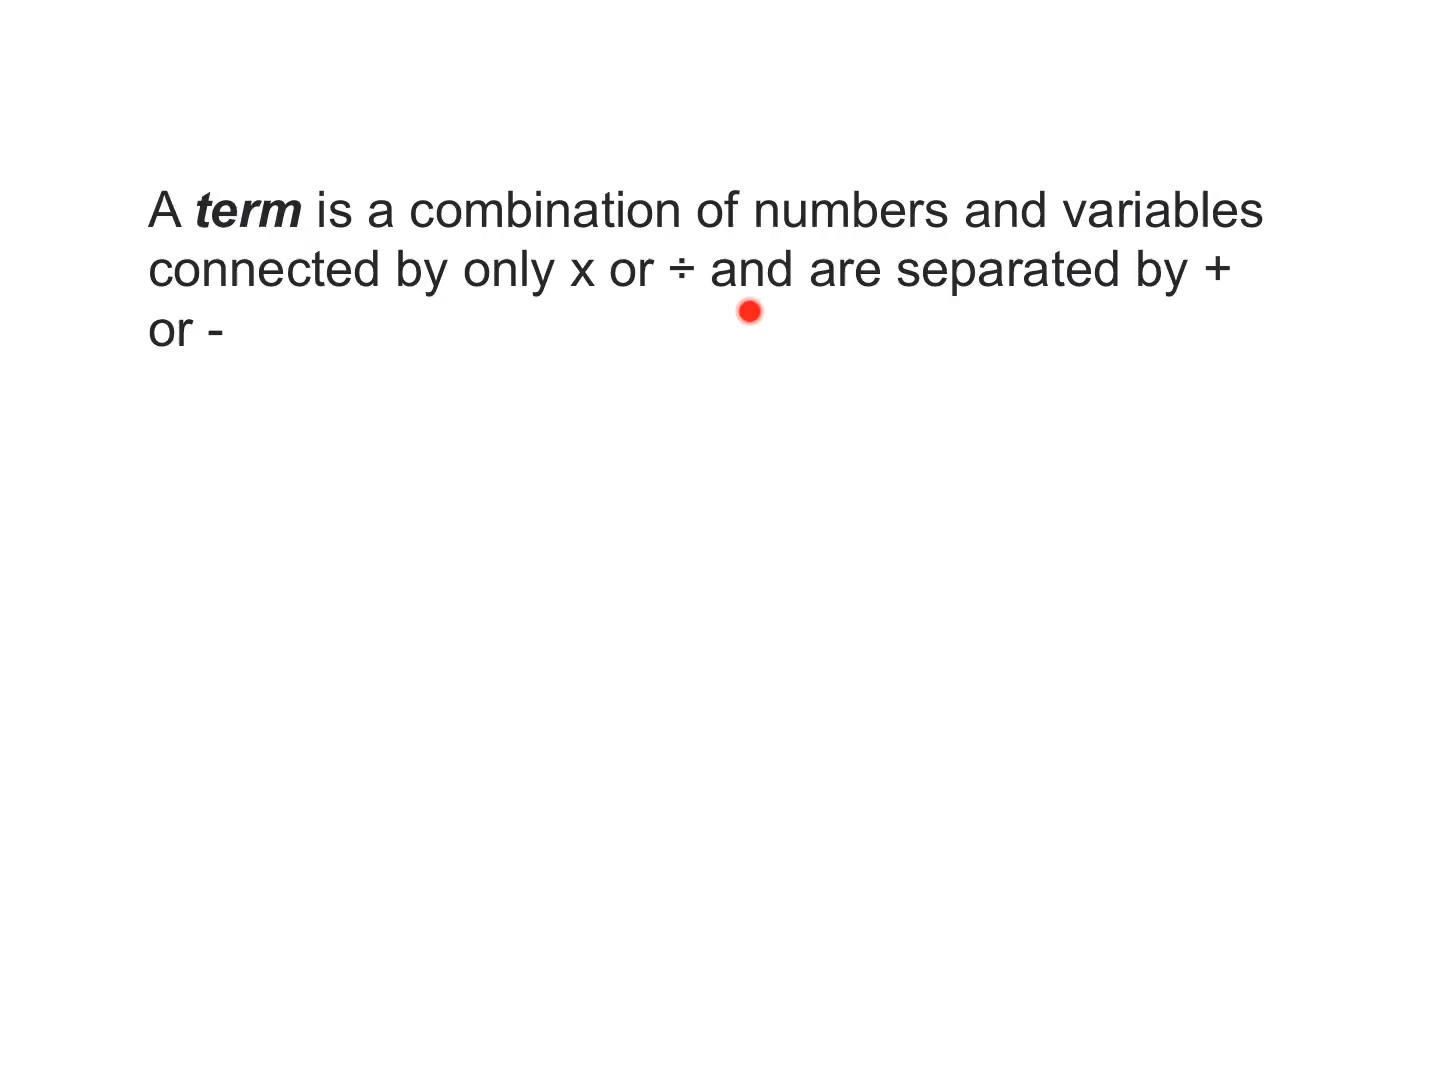 A term is a combination of numbers and variables
connected by only x or ÷ and are separated by +
or -